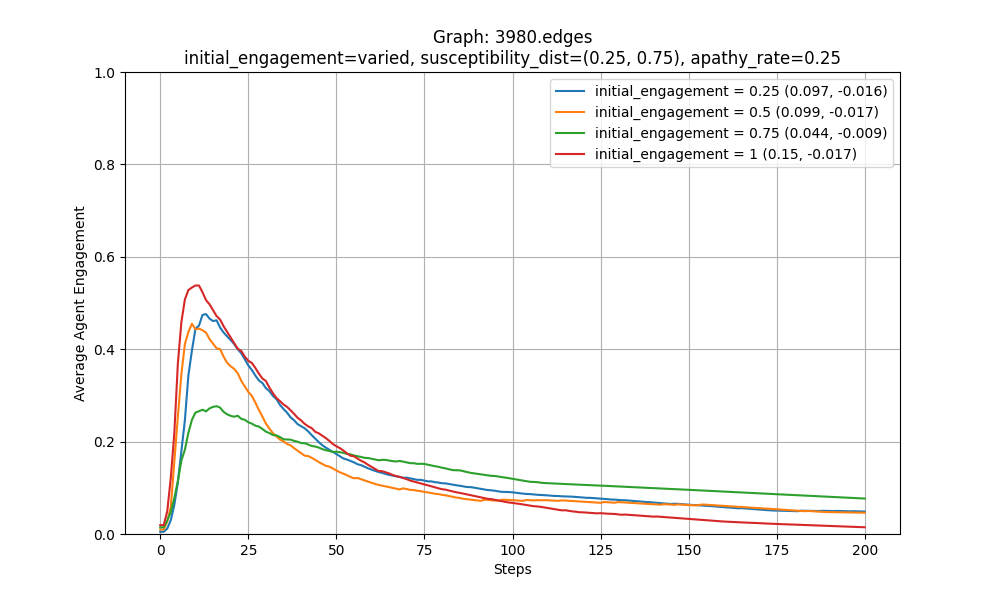 Graph: 3980.edges
initial_engagement=varied, susceptibility_dist=(0.25, 0.75), apathy_rate=0.25
1.0
0.8
0.6
0.4
0.2
0.0
Average Agent Engagement
initial_engagement = 0.25 (0.097, -0.016)
initial_engagement = 0.5 (0.099, -0.017)
initial_engagement = 0.75 (0.044, -0.009)
initial_engagement = 1 (0.15, -0.017)
0 25 50 75 100 125 150 175 200
Steps